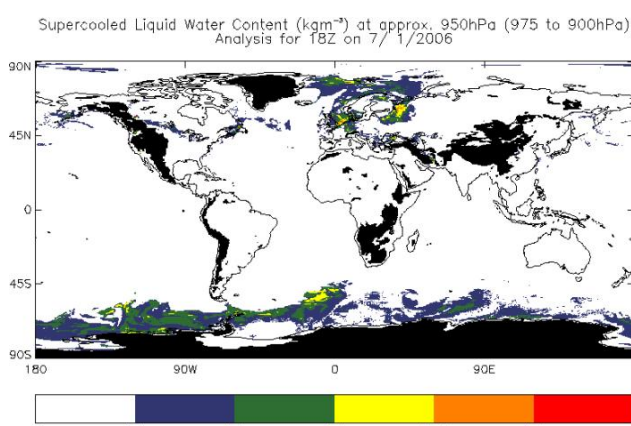 Supercooled Liquid Water Content (kgm⁻³) at approx. 950hPa (975 to 900hPa)
Analysis for 18Z on 7/ 1/2006
90N
45N
0
45S
90S
180
90W
0
90E